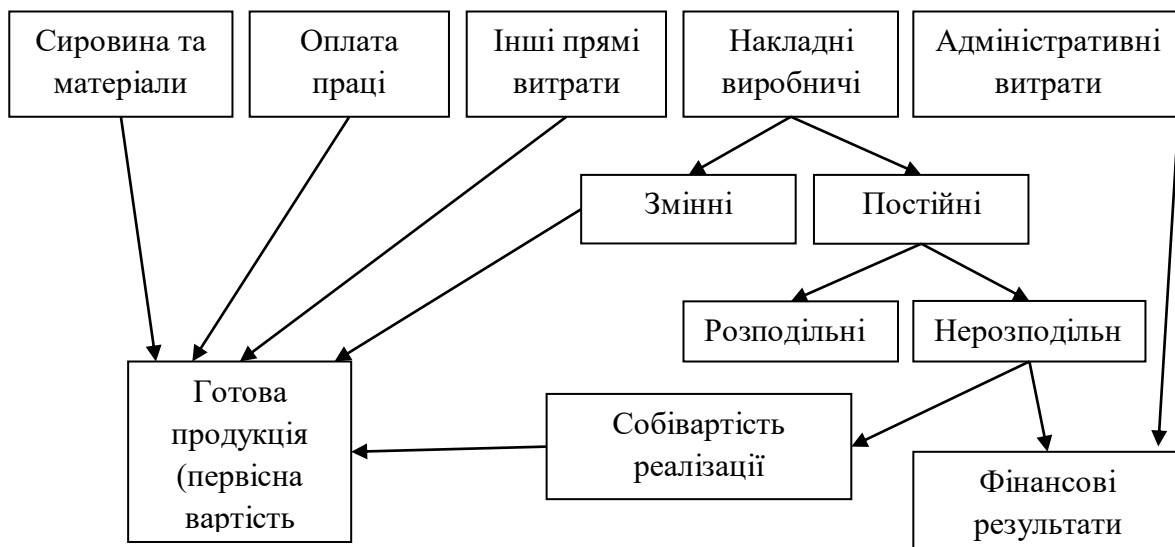 Сировина та
матеріали
Оплата
праці
Інші прямі
витрати
Накладні
виробничі
Адміністративні
витрати
Змінні
Постійні
Розподільні
Нерозподільн
Готова
продукція
(первісна
вартість
Собівартість
реалізації
Фінансові
результати